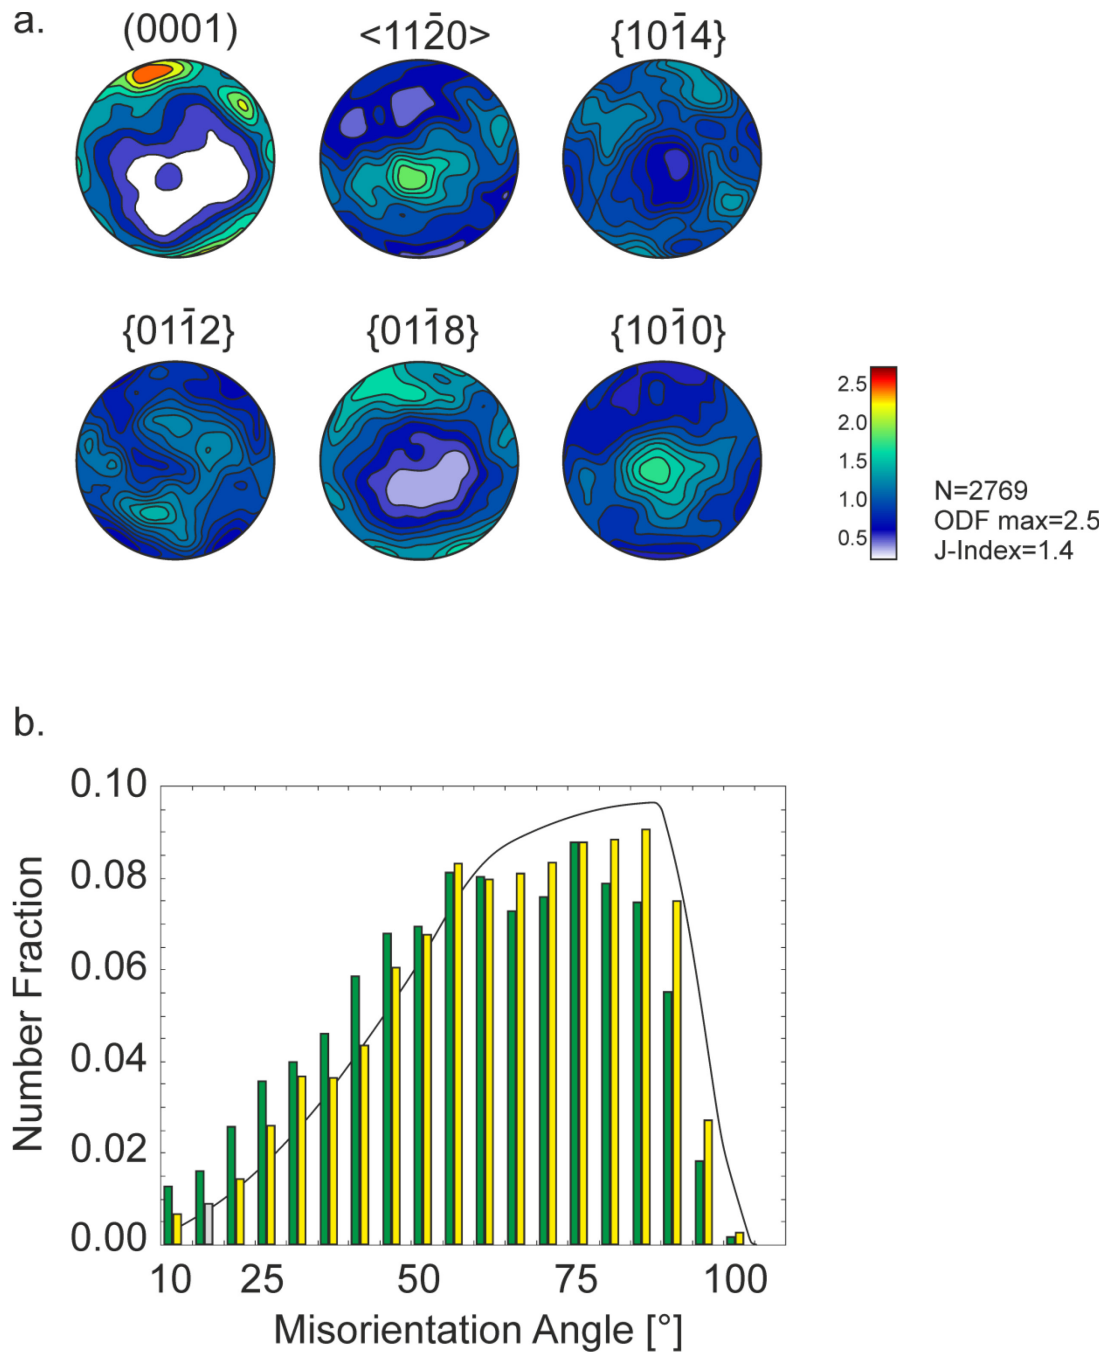 a.
(0001)
<112̄0>
{101̄4}
{011̄2}
{011̄8}
{101̄0}
2.5
2.0
1.5
1.0
0.5
N=2769
ODF max=2.5
J-Index=1.4
b.
Number Fraction
0.10
0.08
0.06
0.04
0.02
0.00
10 25 50 75 100
Misorientation Angle [°]